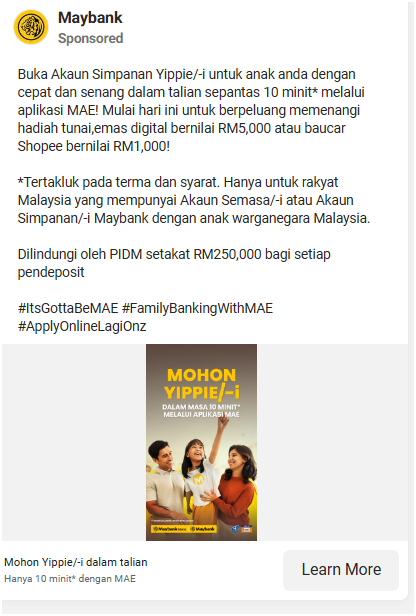 Maybank
Sponsored
Buka Akaun Simpanan Yippie/-i untuk anak anda dengan
cepat dan senang dalam talian sepantas 10 minit* melalui
aplikasi MAE! Mulai hari ini untuk berpeluang memenangi
hadiah tunai,emas digital bernilai RM5,000 atau baucar
Shopee bernilai RM1,000!
*Tertakluk pada terma dan syarat. Hanya untuk rakyat
Malaysia yang mempunyai Akaun Semasa/-i atau Akaun
Simpanan/-i Maybank dengan anak warganegara Malaysia.
Dilindungi oleh PIDM setakat RM250,000 bagi setiap
pendeposit
#ItsGottaBeMAE #FamilyBankingWithMAE
#ApplyOnlineLagiOnz
MOHON
YIPPIE/-i
DALAM MASA 10 MINIT*
MELALUI APLIKASI MAE
Maybank
Mohon Yippie/-i dalam talian
Hanya 10 minit* dengan MAE
Learn More